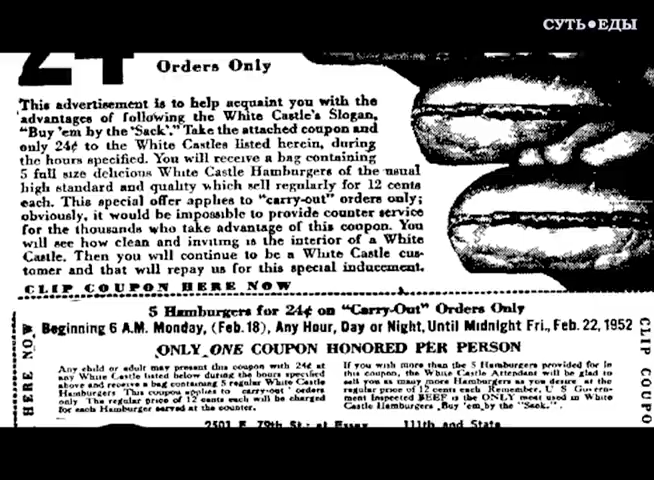 СУТЬ•ЕДЫ
24¢
Orders Only
This advertisement is to help acquaint you with the
advantages of following the White Castle's Slogan,
"Buy 'em by the 'Sack'." Take the attached coupon and
only 24¢ to the White Castles listed herein, during
the hours specified. You will receive a bag containing
5 full size delicious White Castle Hamburgers of the usual
high standard and quality which sell regularly for 12 cents
each. This special offer applies to "carry-out" orders only;
obviously, it would be impossible to provide counter service
for the thousands who take advantage of this coupon. You
will see how clean and inviting is the interior of a White
Castle. Then you will continue to be a White Castle cus-
tomer and that will repay us for this special inducement.
CLIP COUPON HERE NOW
5 Hamburgers for 24¢ on "Carry-Out" Orders Only
Beginning 6 A.M. Monday, (Feb. 18), Any Hour, Day or Night, Until Midnight Fri., Feb. 22, 1952
ONLY ONE COUPON HONORED PER PERSON
Any child or adult may present this coupon with 24¢ at
any White Castle listed below during the hours specified
above and receive a bag containing 5 regular White Castle
Hamburgers This coupon applies to "carry-out" orders
only The regular price of 12 cents each will be charged
for each Hamburger served at the counter.
If you wish more than the 5 Hamburgers provided for in
this coupon, the White Castle Attendant will be glad to
sell you as many more Hamburgers as you desire at the
regular price of 12 cents each. Remember, U. S. Govern-
ment Inspected BEEF is the ONLY meat used in White
Castle Hamburgers Buy 'em by the "Sack."
HERE NOW
CLIP COUPO
2501 E. 79th St. at Essex
111th and State